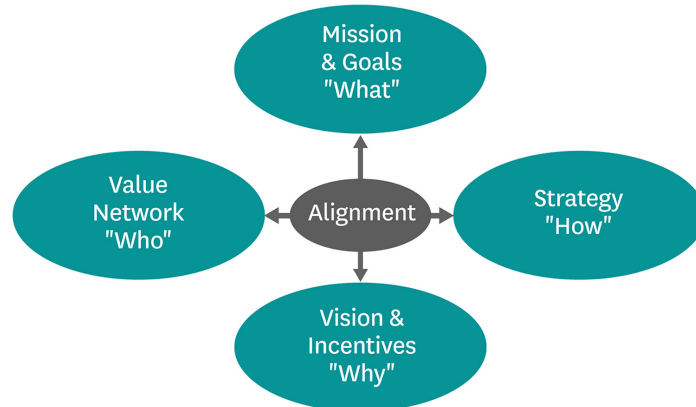 Mission
& Goals
"What"
Value
Network
"Who"
Alignment
Strategy
"How"
Vision &
Incentives
"Why"